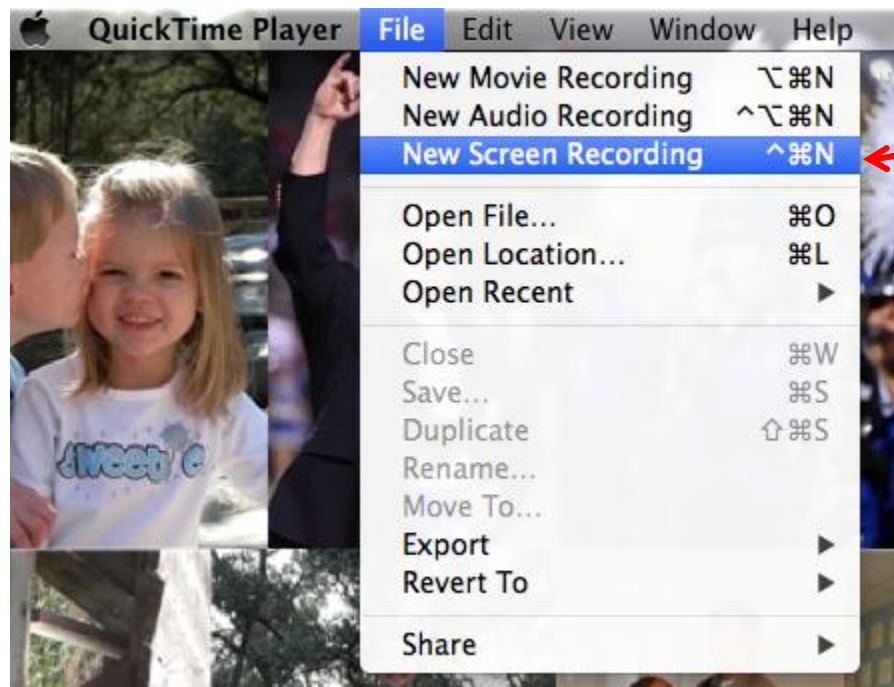 QuickTime Player File Edit View Window Help
New Movie Recording ⌥⌘N
New Audio Recording ^⌥⌘N
New Screen Recording ^⌘N
Open File... ⌘O
Open Location... ⌘L
Open Recent ▶
Close ⌘W
Save... ⌘S
Duplicate ⇧⌘S
Rename...
Move To...
Export ▶
Revert To ▶
Share ▶